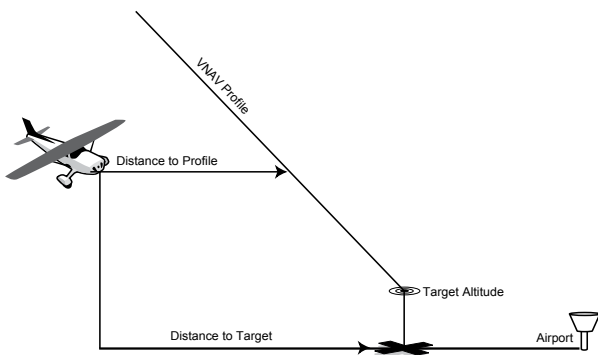 VNAV Profile
Distance to Profile
Target Altitude
Distance to Target
Airport